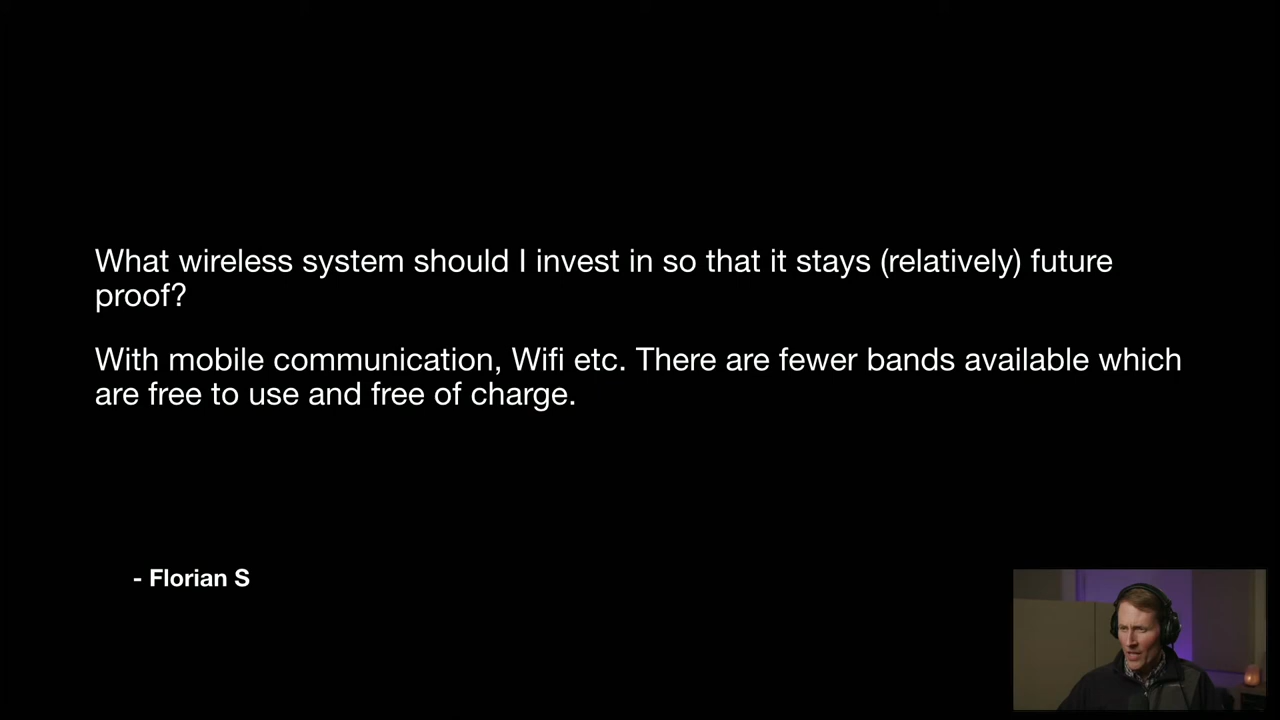 What wireless system should I invest in so that it stays (relatively) future
proof?
With mobile communication, Wifi etc. There are fewer bands available which
are free to use and free of charge.
- Florian S